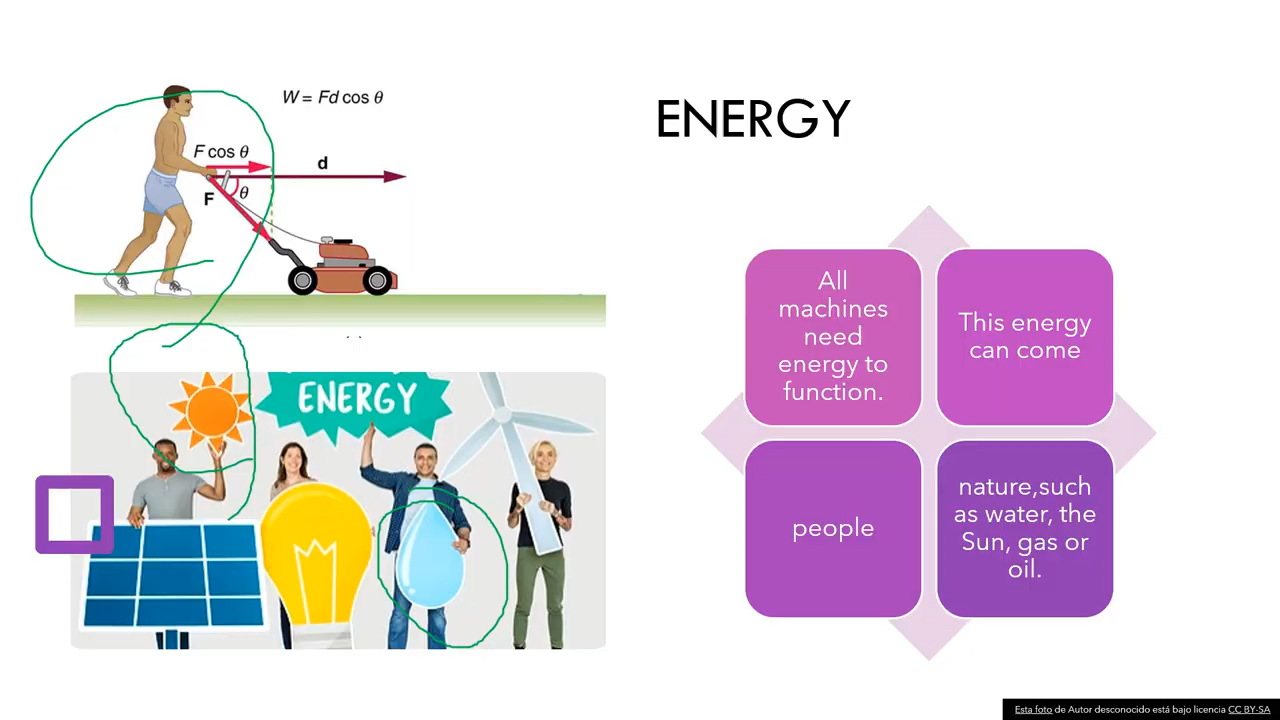 W = Fd cos θ
F cos θ
d
F
θ
ENERGY
ENERGY
All
machines
need
energy to
function.
This energy
can come
people
nature,such
as water, the
Sun, gas or
oil.
Esta foto de Autor desconocido está bajo licencia CC BY-SA